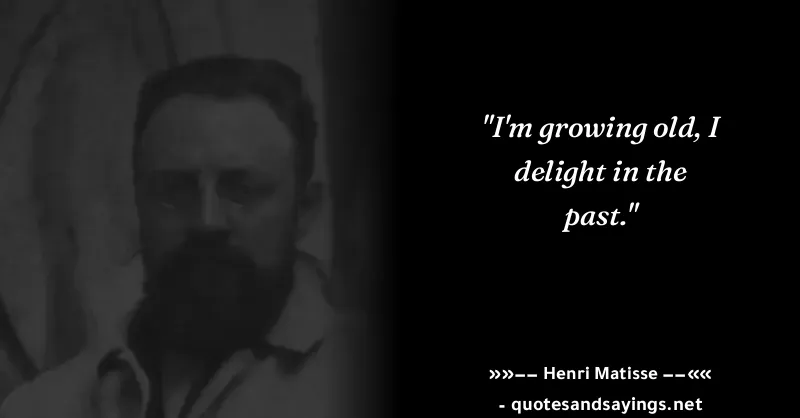 "I'm growing old, I
delight in the
past."
»»–– Henri Matisse ––««
- quotesandsayings.net